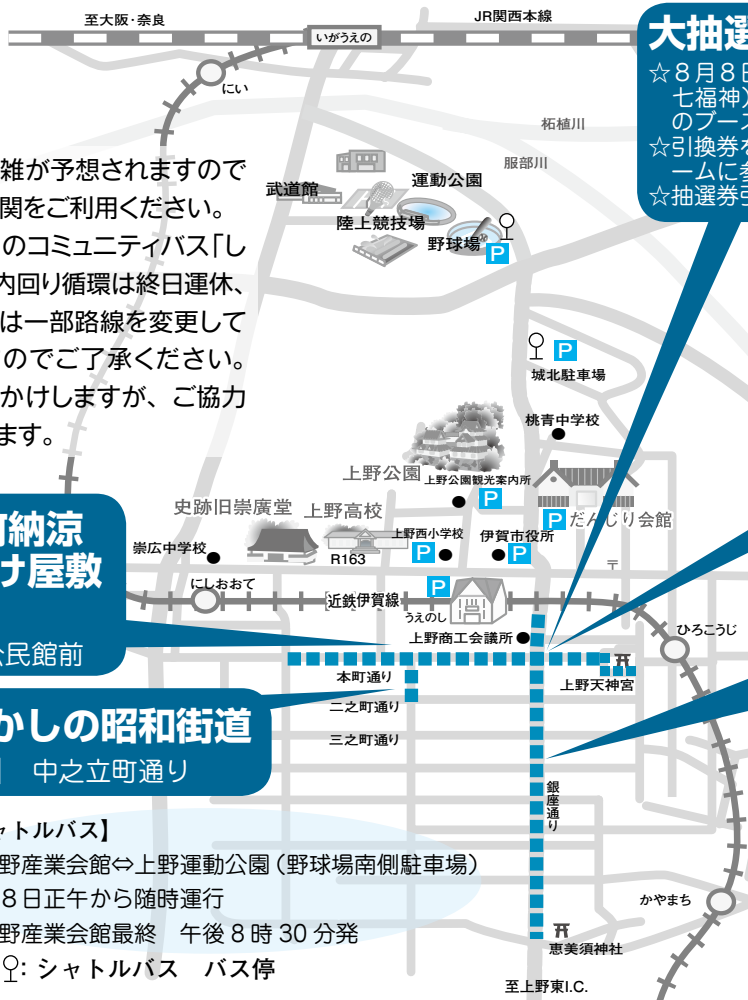 至大阪・奈良
JR関西本線
いがうえの
にい
柘植川
服部川
大抽選
☆8月8日
七福神)
のブース
☆引換券を
ームに参
☆抽選券引
雑が予想されますので
関をご利用ください。
のコミュニティバス「し
内回り循環は終日運休、
は一部路線を変更して
のでご了承ください。
かけしますが、ご協力
ます。
武道館
運動公園
陸上競技場
野球場
P
P
城北駐車場
桃青中学校
上野公園
上野公園観光案内所
P
P
だんじり会館
史跡旧崇廣堂
上野高校
上野西小学校
伊賀市役所
P
P
崇広中学校
R163
〒
にしおおて
近鉄伊賀線
P
うえのし
上野商工会議所
ひろこうじ
町納涼
け屋敷
公民館前
本町通り
上野天神宮
二之町通り
三之町通り
かしの昭和街道
中之立町通り
銀座通り
ャトルバス】
野産業会館⇔上野運動公園(野球場南側駐車場)
8日正午から随時運行
野産業会館最終 午後8時30分発
:シャトルバス バス停
かやまち
恵美須神社
至上野東I.C.